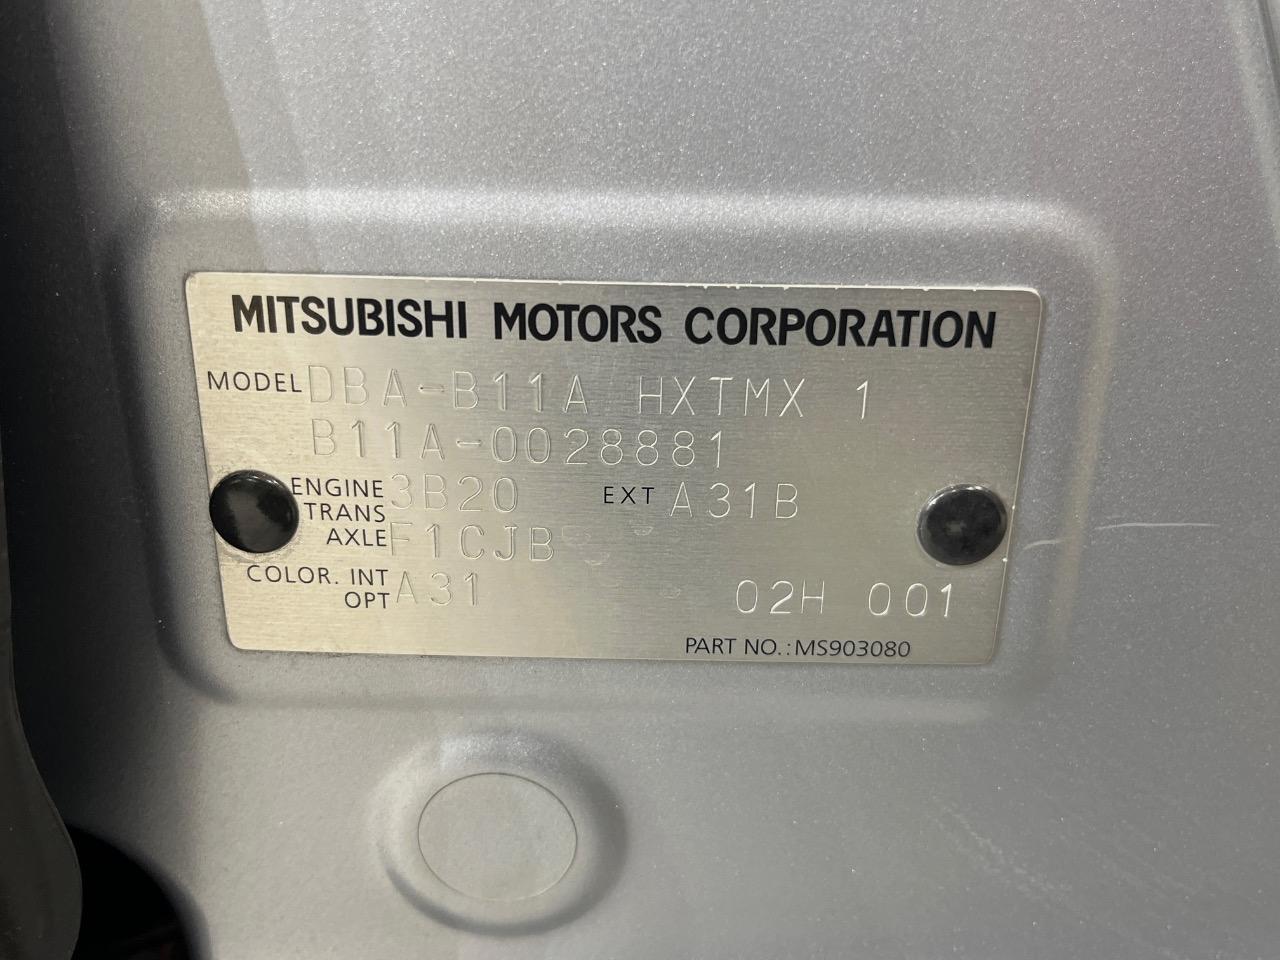 MITSUBISHI MOTORS CORPORATION
MODEL DBA-B11A HXTMX 1
B11A-0028881
ENGINE 3B20 EXT A31B
TRANS
AXLE F1CJB
COLOR. INT A31 02H 001
OPT
PART NO.:MS903080